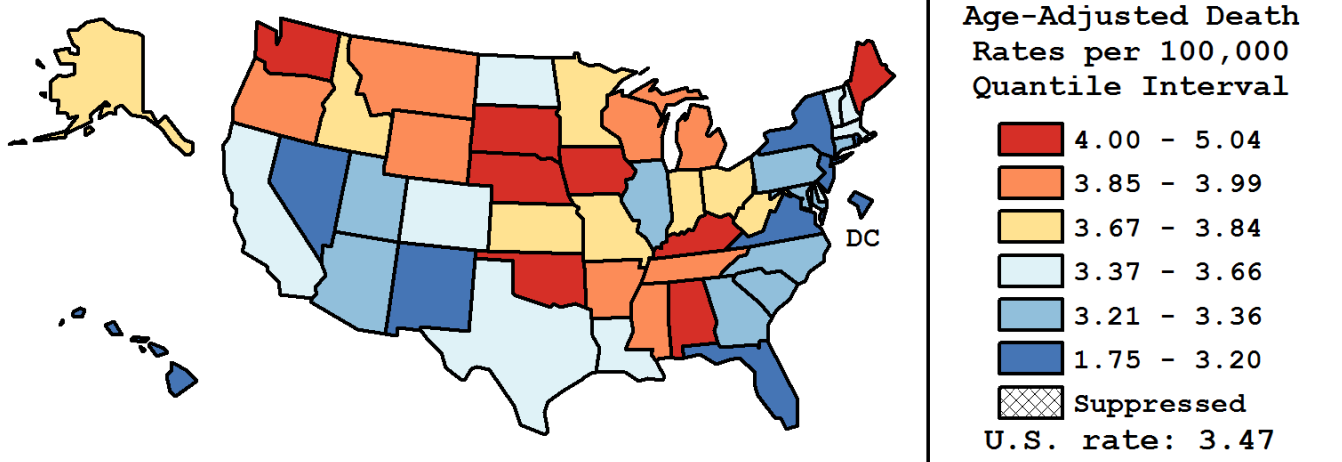 Age-Adjusted Death
Rates per 100,000
Quantile Interval
4.00 - 5.04
3.85 - 3.99
3.67 - 3.84
3.37 - 3.66
3.21 - 3.36
1.75 - 3.20
Suppressed
U.S. rate: 3.47
DC